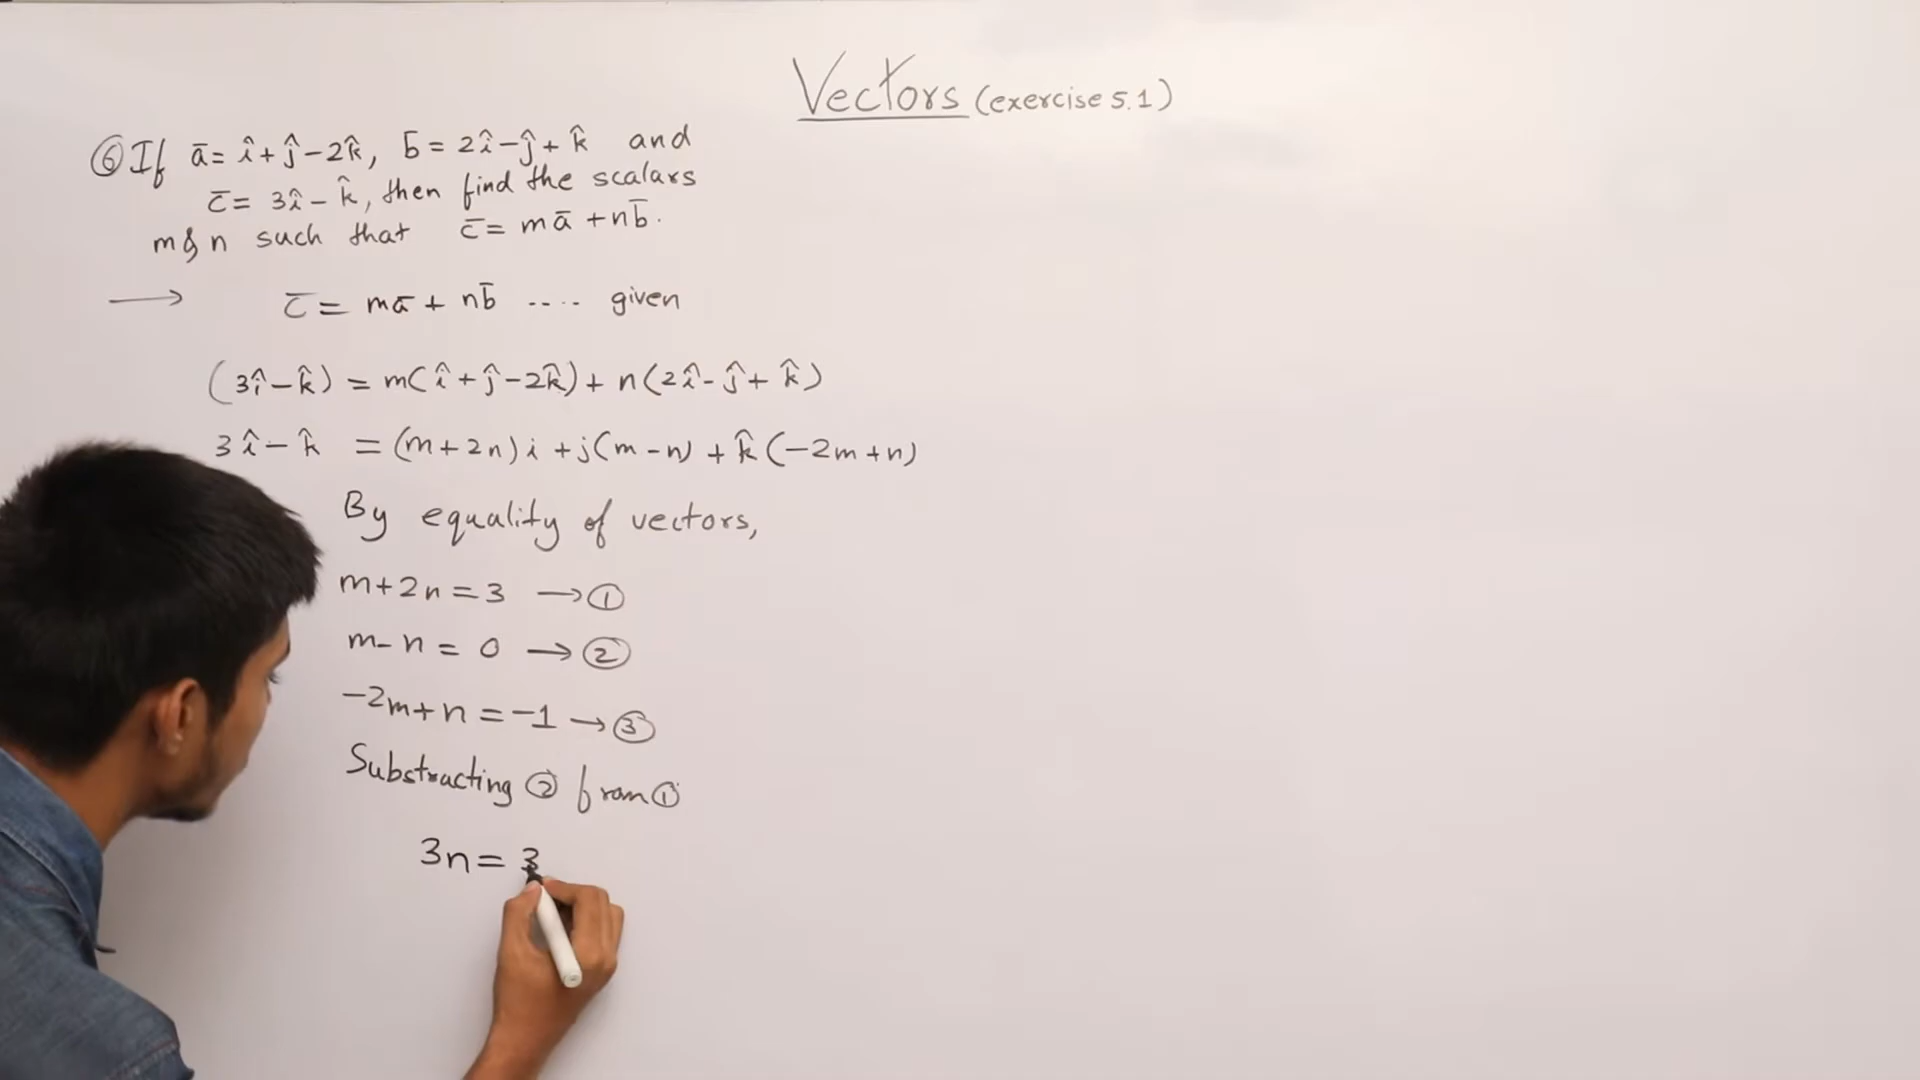 Vectors (exercise 5.1)
⑥ If a̅ = î + ĵ - 2k̂, b̅ = 2î - ĵ + k̂ and
c̅ = 3î - k̂, then find the scalars
m & n such that c̅ = ma̅ + nb̅.
→ c̅ = ma̅ + nb̅ .... given
(3î - k̂) = m(î + ĵ - 2k̂) + n(2î - ĵ + k̂)
3î - k̂ = (m + 2n)i + j(m - n) + k̂(-2m + n)
By equality of vectors,
m + 2n = 3 → ①
m - n = 0 → ②
-2m + n = -1 → ③
Substracting ② from ①
3n = 3